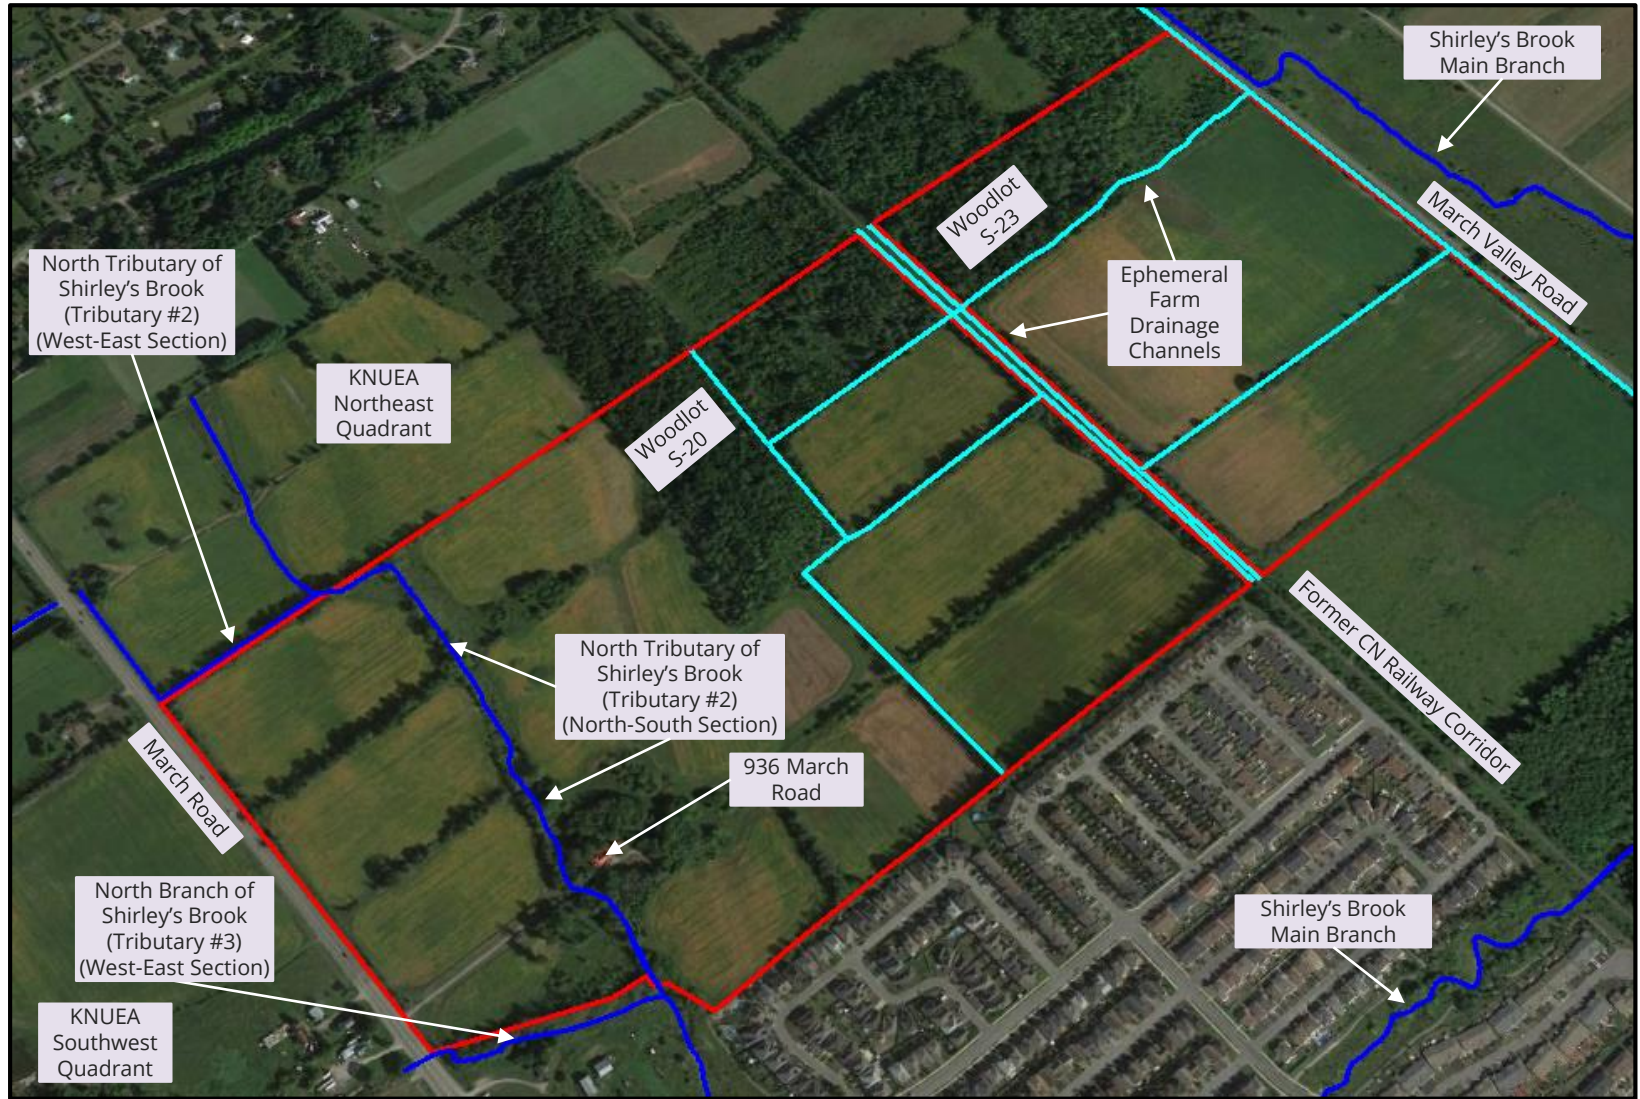 Shirley's Brook
Main Branch
Woodlot
S-23
March Valley Road
North Tributary of
Shirley's Brook
(Tributary #2)
(West-East Section)
Ephemeral
Farm
Drainage
Channels
KNUEA
Northeast
Quadrant
Woodlot
S-20
Former CN Railway Corridor
North Tributary of
Shirley's Brook
(Tributary #2)
(North-South Section)
March Road
936 March
Road
North Branch of
Shirley's Brook
(Tributary #3)
(West-East Section)
Shirley's Brook
Main Branch
KNUEA
Southwest
Quadrant